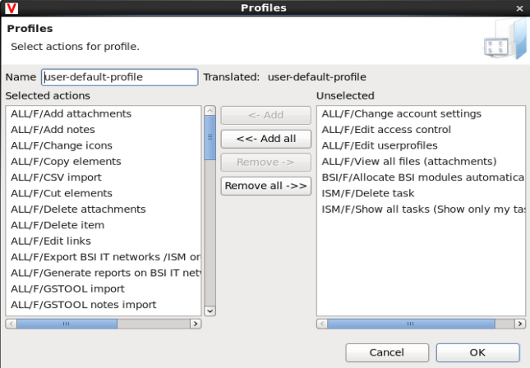 Profiles
Profiles
Select actions for profile.
Name user-default-profile Translated: user-default-profile
Selected actions
ALL/F/Add attachments
ALL/F/Add notes
ALL/F/Change icons
ALL/F/Copy elements
ALL/F/CSV import
ALL/F/Cut elements
ALL/F/Delete attachments
ALL/F/Delete item
ALL/F/Edit links
ALL/F/Export BSI IT networks /ISM or
ALL/F/Generate reports on BSI IT net
ALL/F/GSTOOL import
ALL/F/GSTOOL notes import
<- Add
<<- Add all
Remove ->
Remove all ->>
Unselected
ALL/F/Change account settings
ALL/F/Edit access control
ALL/F/Edit userprofiles
ALL/F/View all files (attachments)
BSI/F/Allocate BSI modules automatica
ISM/F/Delete task
ISM/F/Show all tasks (Show only my tas
Cancel
OK